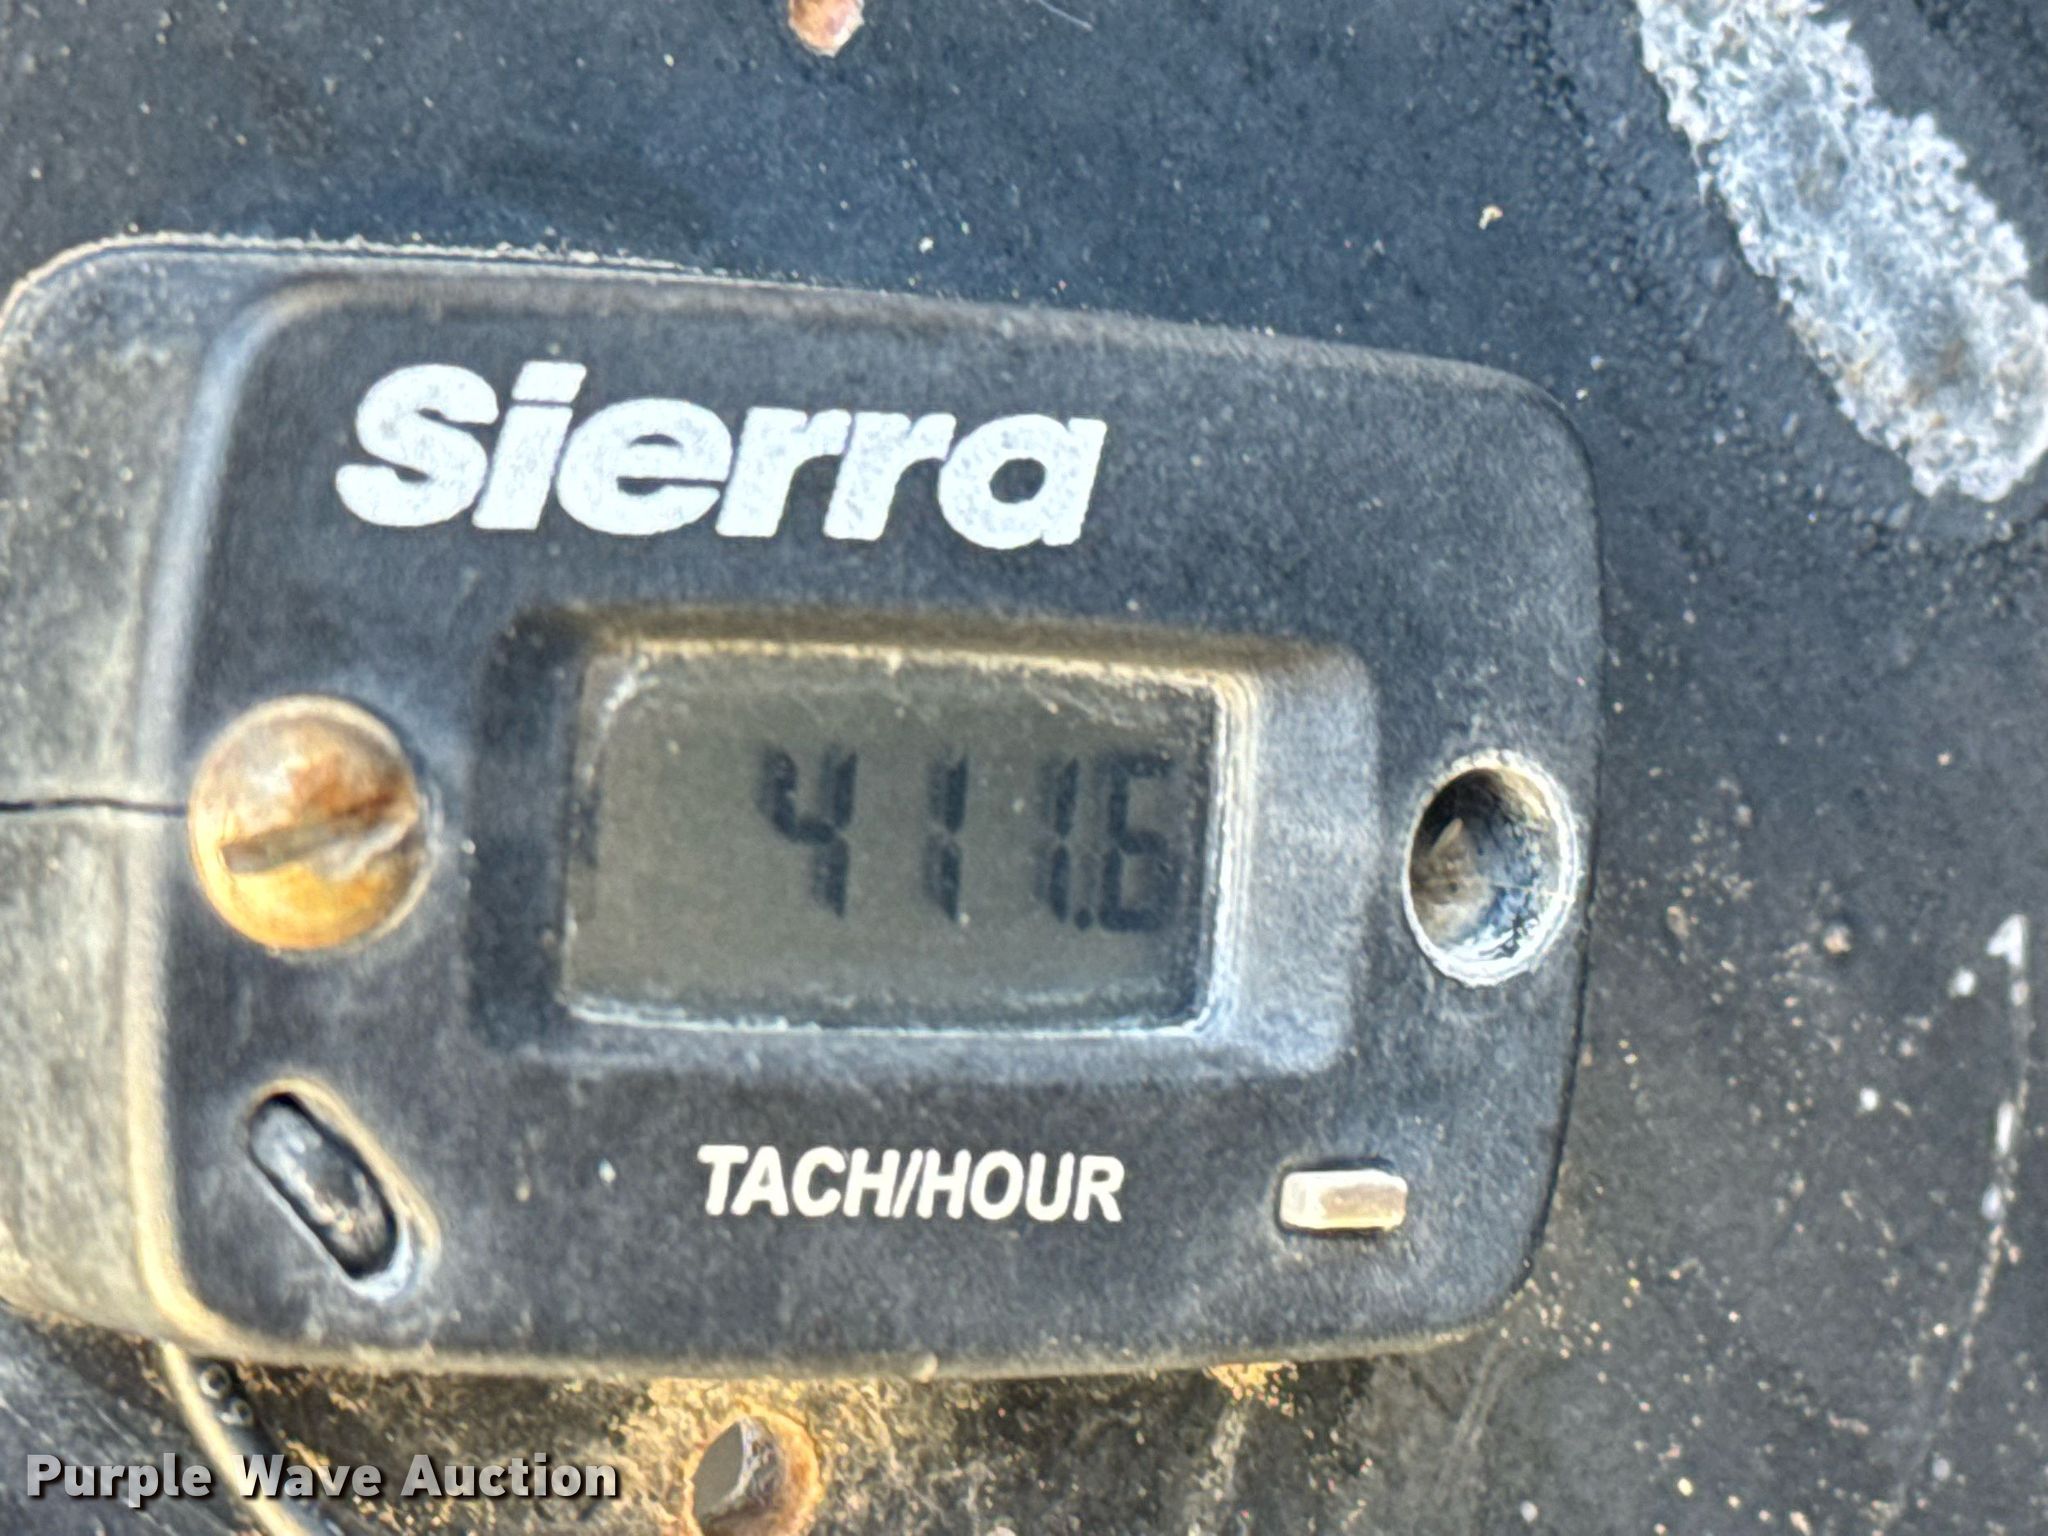 Sierra
411.6
TACH/HOUR
Purple Wave Auction